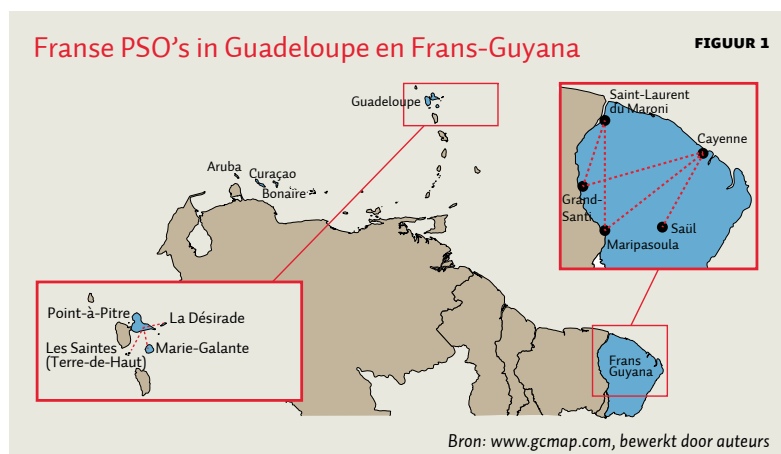 Franse PSO's in Guadeloupe en Frans-Guyana
FIGUUR 1
Guadeloupe
Aruba
Curaçao
Bonaire
Saint-Laurent
du Maroni
Cayenne
Grand-
Santi
Saül
Maripasoula
Point-à-Pitre
La Désirade
Les Saintes
(Terre-de-Haut)
Marie-Galante
Frans
Guyana
Bron: www.gcmap.com, bewerkt door auteurs